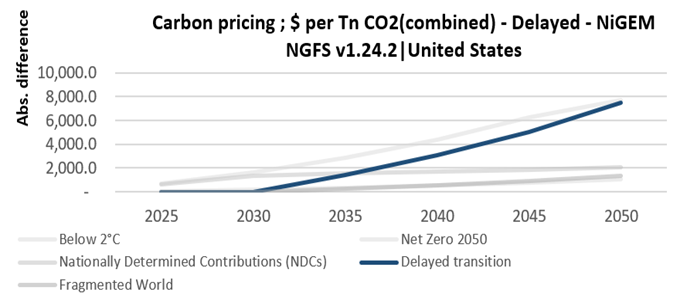 Carbon pricing ; $ per Tn CO2(combined) - Delayed - NiGEM
NGFS v1.24.2|United States
Abs. difference
10,000.0
8,000.0
6,000.0
4,000.0
2,000.0
-
2025 2030 2035 2040 2045 2050
Below 2°C Net Zero 2050
Nationally Determined Contributions (NDCs) Delayed transition
Fragmented World